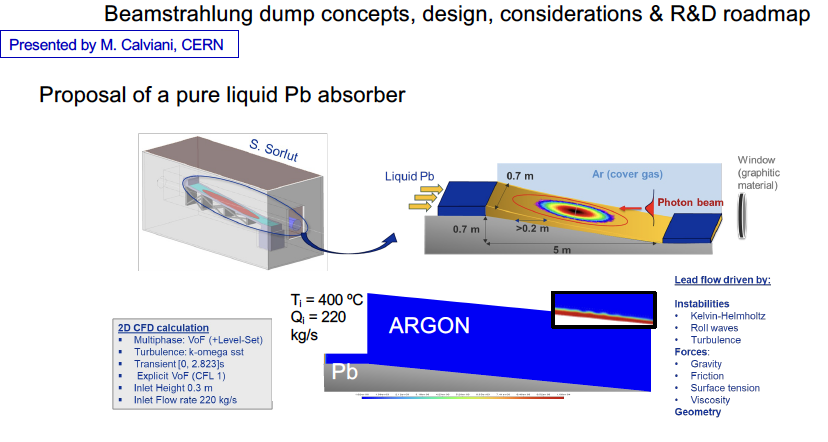 Beamstrahlung dump concepts, design, considerations & R&D roadmap
Presented by M. Calviani, CERN
Proposal of a pure liquid Pb absorber
S. Sorlut
Liquid Pb
0.7 m
Ar (cover gas)
Photon beam
Window
(graphitic
material)
0.7 m
>0.2 m
5 m
Ti = 400 ºC
Qi = 220
kg/s
ARGON
Pb
2D CFD calculation
▪ Multiphase: VoF (+Level-Set)
▪ Turbulence: k-omega sst
▪ Transient [0, 2.823]s
▪ Explicit VoF (CFL 1)
▪ Inlet Height 0.3 m
▪ Inlet Flow rate 220 kg/s
Lead flow driven by:
Instabilities
• Kelvin-Helmholtz
• Roll waves
• Turbulence
Forces:
• Gravity
• Friction
• Surface tension
• Viscosity
Geometry